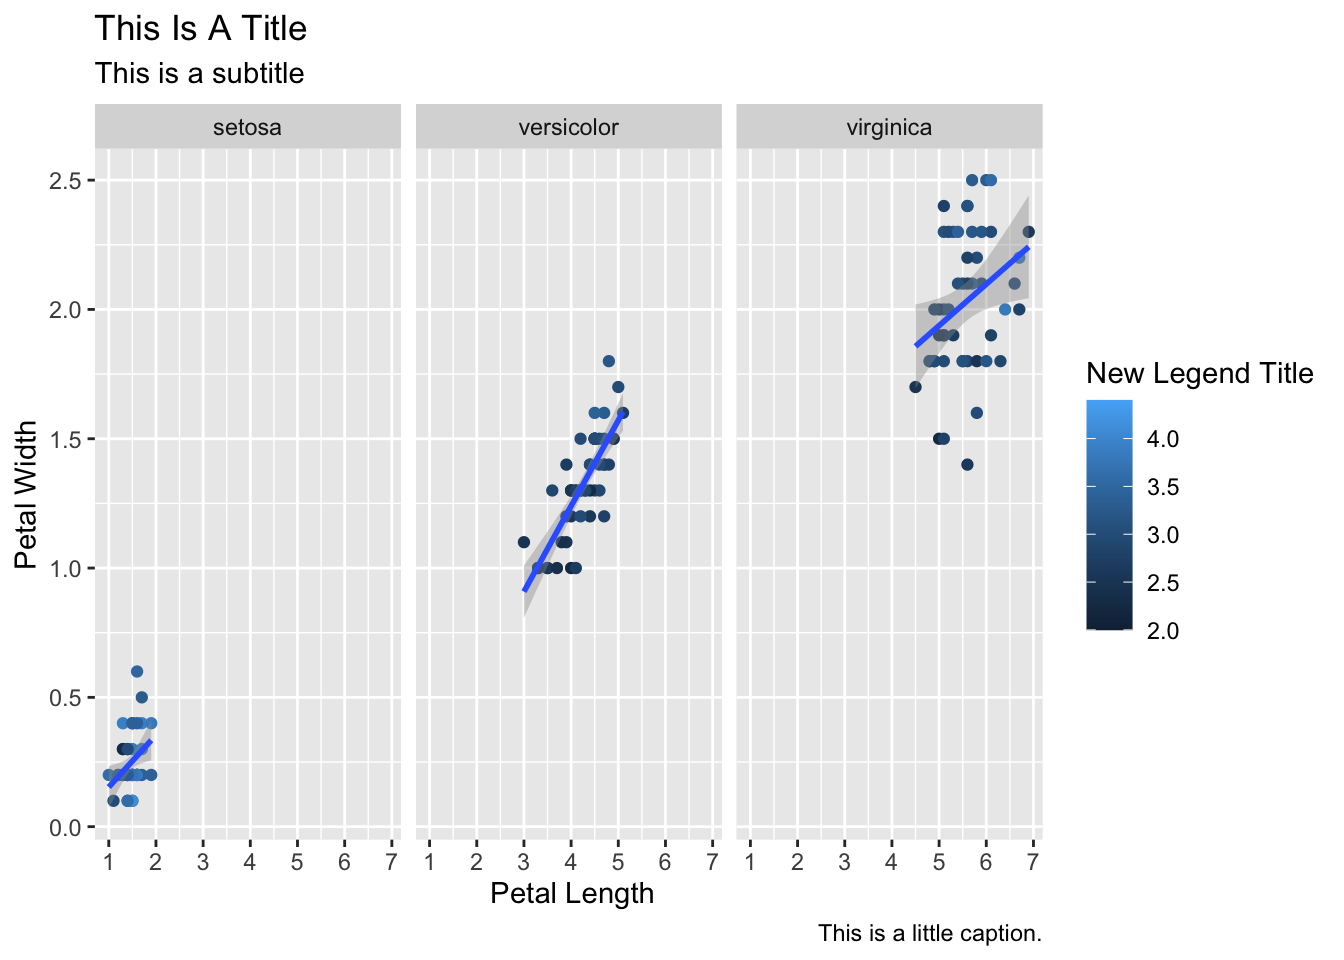 This Is A Title
This is a subtitle
setosa versicolor virginica
2.5
2.0
1.5
1.0
0.5
0.0
Petal Width
1 2 3 4 5 6 7 1 2 3 4 5 6 7 1 2 3 4 5 6 7
Petal Length
New Legend Title
4.0
3.5
3.0
2.5
2.0
This is a little caption.